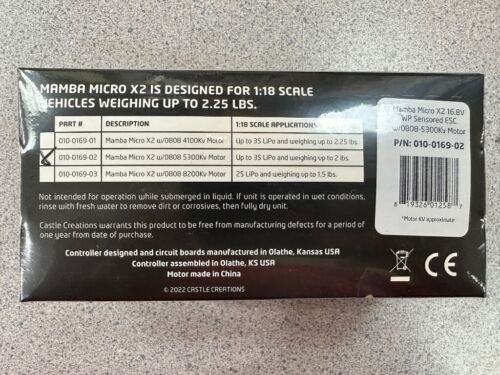 MAMBA MICRO X2 IS DESIGNED FOR 1:18 SCALE
VEHICLES WEIGHING UP TO 2.25 LBS.
PART # DESCRIPTION 1:18 SCALE APPLICATIONS
010-0169-01 Mamba Micro X2 w/0808 4100Kv Motor Up to 3S LiPo and weighing up to 2.25 lbs.
010-0169-02 Mamba Micro X2 w/0808 5300Kv Motor Up to 3S LiPo and weighing up to 2 lbs.
010-0169-03 Mamba Micro X2 w/0808 8200Kv Motor 2S LiPo and weighing up to 1.5 lbs.
Not intended for operation while submerged in liquid. If unit is operated in wet conditions,
rinse with fresh water to remove dirt or corrosives, then fully dry unit.
Castle Creations warrants this product to be free from manufacturing defects for a period of
one year from date of purchase.
Controller designed and circuit boards manufactured in Olathe, Kansas USA
Controller assembled in Olathe, KS USA
Motor made in China
© 2022 CASTLE CREATIONS
Mamba Micro X2 16.8V
WP Sensored ESC
w/0808-5300Kv Motor
P/N: 010-0169-02
8 19326 01258 7
*Motor KV approximate
CE